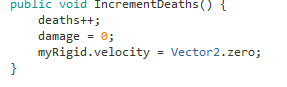 public void IncrementDeaths() {
deaths++;
damage = 0;
myRigid.velocity = Vector2.zero;
}